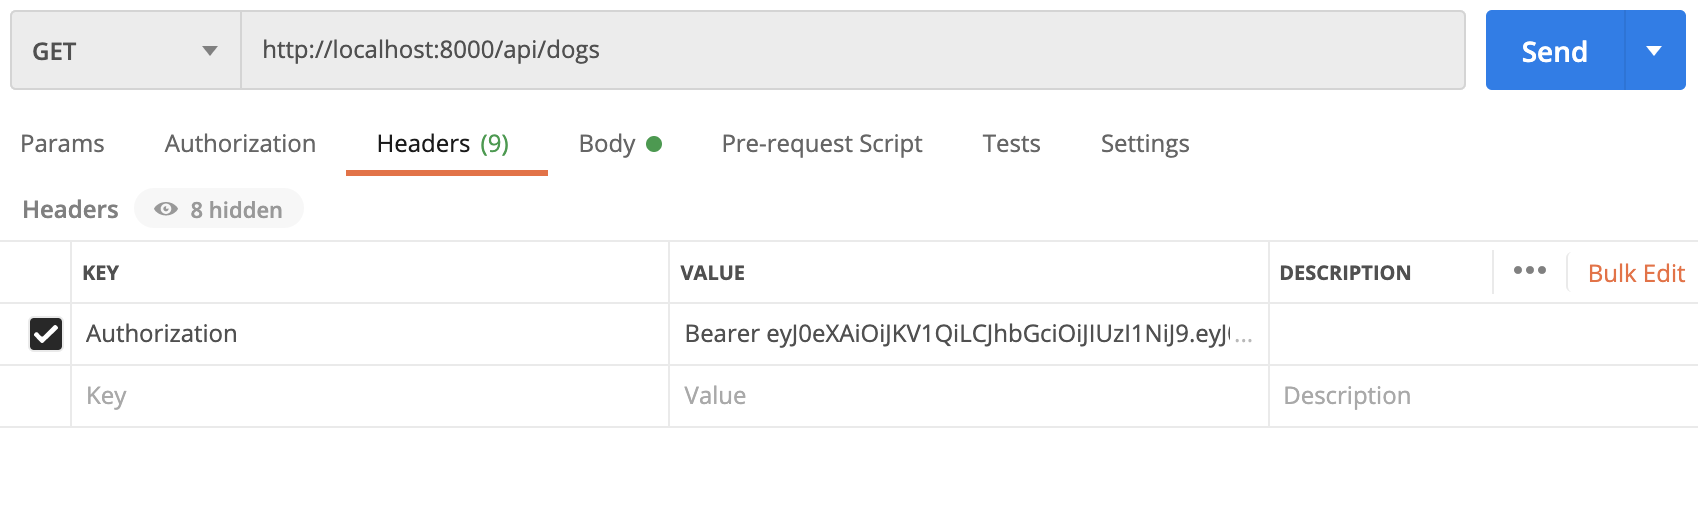 GET http://localhost:8000/api/dogs Send
Params Authorization Headers (9) Body Pre-request Script Tests Settings
Headers 8 hidden
KEY VALUE DESCRIPTION ••• Bulk Edit
Authorization Bearer eyJ0eXAiOiJKV1QiLCJhbGciOiJIUzI1NiJ9.eyJ(...
Key Value Description